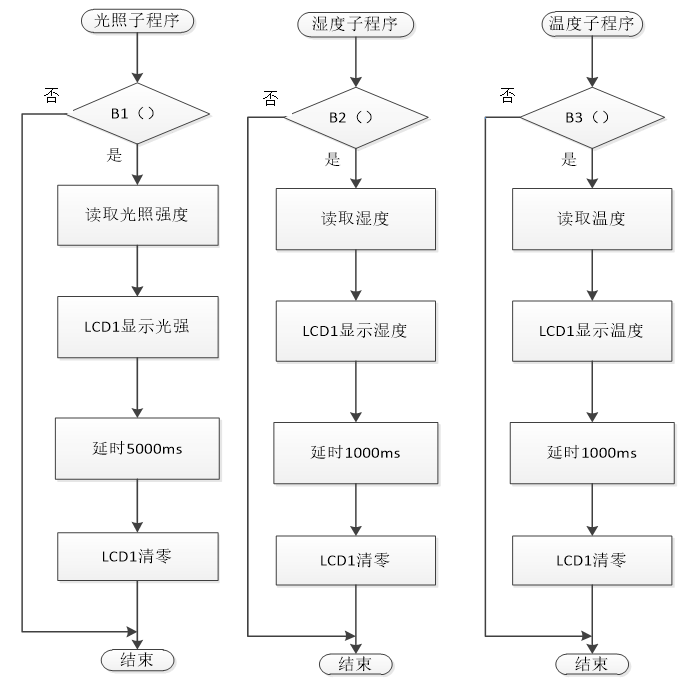 光照子程序
否
B1（）
是
读取光照强度
LCD1显示光强
延时5000ms
LCD1清零
结束
湿度子程序
否
B2（）
是
读取湿度
LCD1显示湿度
延时1000ms
LCD1清零
结束
温度子程序
否
B3（）
是
读取温度
LCD1显示温度
延时1000ms
LCD1清零
结束